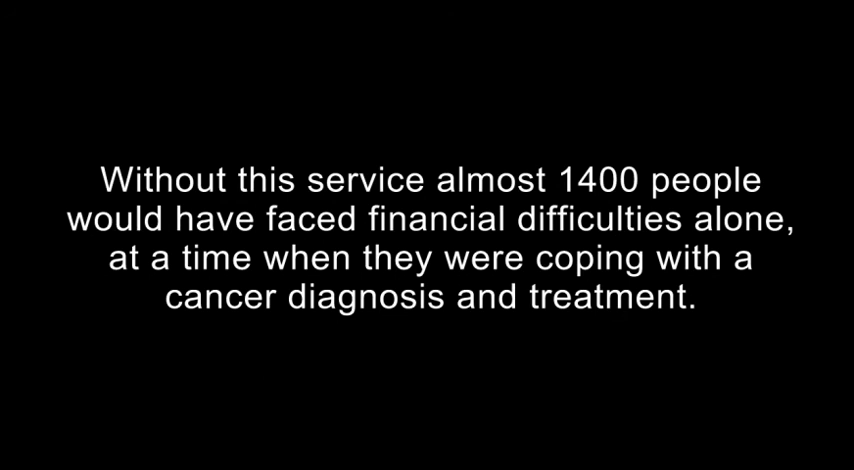 Without this service almost 1400 people
would have faced financial difficulties alone,
at a time when they were coping with a
cancer diagnosis and treatment.